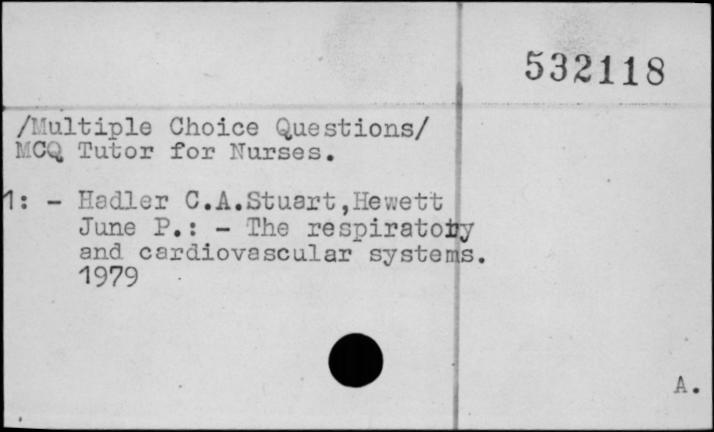 532118
/Multiple Choice Questions/
MCQ Tutor for Nurses.
1: - Hadler C.A.Stuart,Hewett
June P.: - The respiratory
and cardiovascular systems.
1979
A.